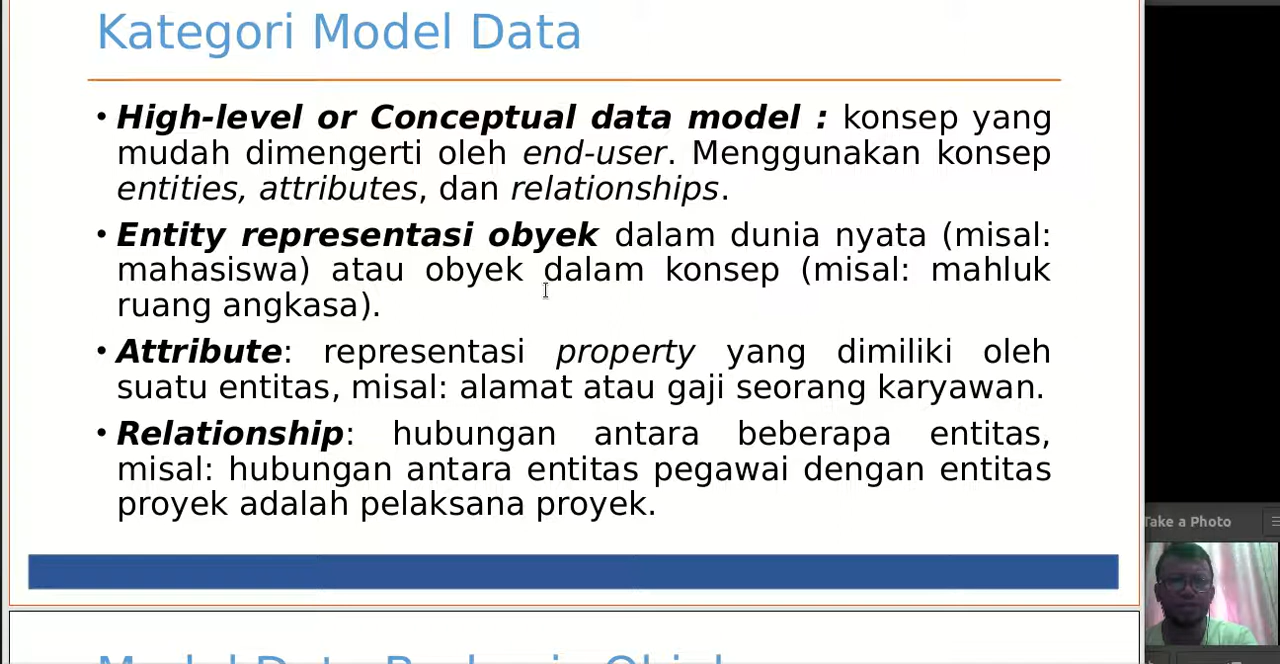 Kategori Model Data
• High-level or Conceptual data model : konsep yang
mudah dimengerti oleh end-user. Menggunakan konsep
entities, attributes, dan relationships.
• Entity representasi obyek dalam dunia nyata (misal:
mahasiswa) atau obyek dalam konsep (misal: mahluk
ruang angkasa).
• Attribute: representasi property yang dimiliki oleh
suatu entitas, misal: alamat atau gaji seorang karyawan.
• Relationship: hubungan antara beberapa entitas,
misal: hubungan antara entitas pegawai dengan entitas
proyek adalah pelaksana proyek.
Take a Photo